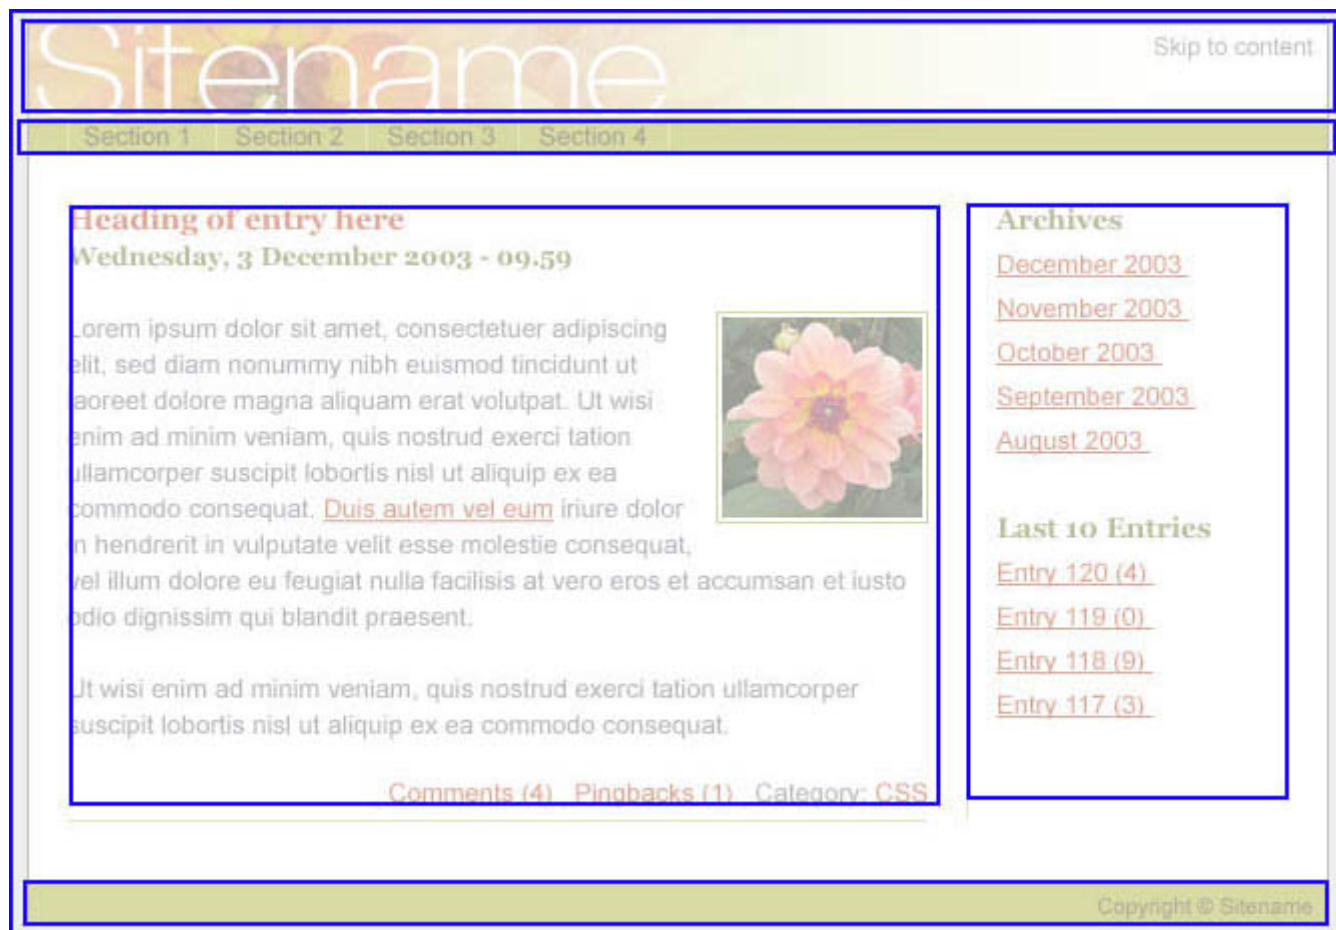 Sitename
Skip to content
Section 1 Section 2 Section 3 Section 4
Heading of entry here
Wednesday, 3 December 2003 - 09.59
Lorem ipsum dolor sit amet, consectetuer adipiscing
elit, sed diam nonummy nibh euismod tincidunt ut
laoreet dolore magna aliquam erat volutpat. Ut wisi
enim ad minim veniam, quis nostrud exerci tation
ullamcorper suscipit lobortis nisl ut aliquip ex ea
commodo consequat. Duis autem vel eum iriure dolor
in hendrerit in vulputate velit esse molestie consequat,
vel illum dolore eu feugiat nulla facilisis at vero eros et accumsan et iusto
odio dignissim qui blandit praesent.
Ut wisi enim ad minim veniam, quis nostrud exerci tation ullamcorper
suscipit lobortis nisl ut aliquip ex ea commodo consequat.
Comments (4) Pingbacks (1) Category: CSS
Archives
December 2003
November 2003
October 2003
September 2003
August 2003
Last 10 Entries
Entry 120 (4)
Entry 119 (0)
Entry 118 (9)
Entry 117 (3)
Copyright © Sitename